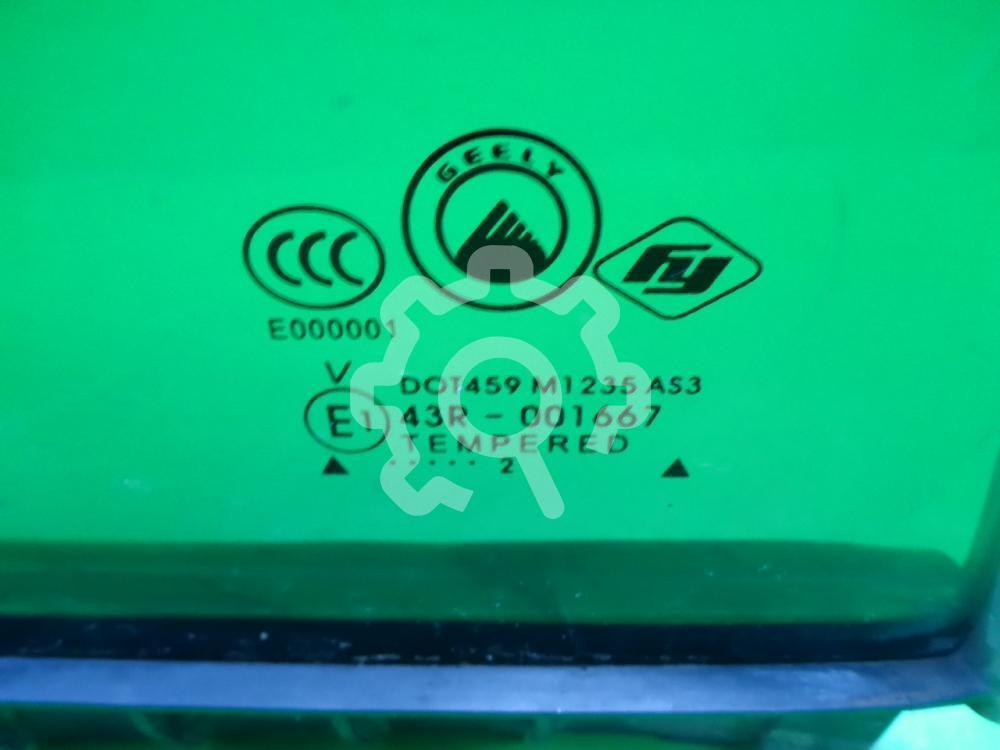 GEELY
CCC
FY
E000001
V
DOT459 M1235 AS3
E1
43R - 001667
TEMPERED
..... 2